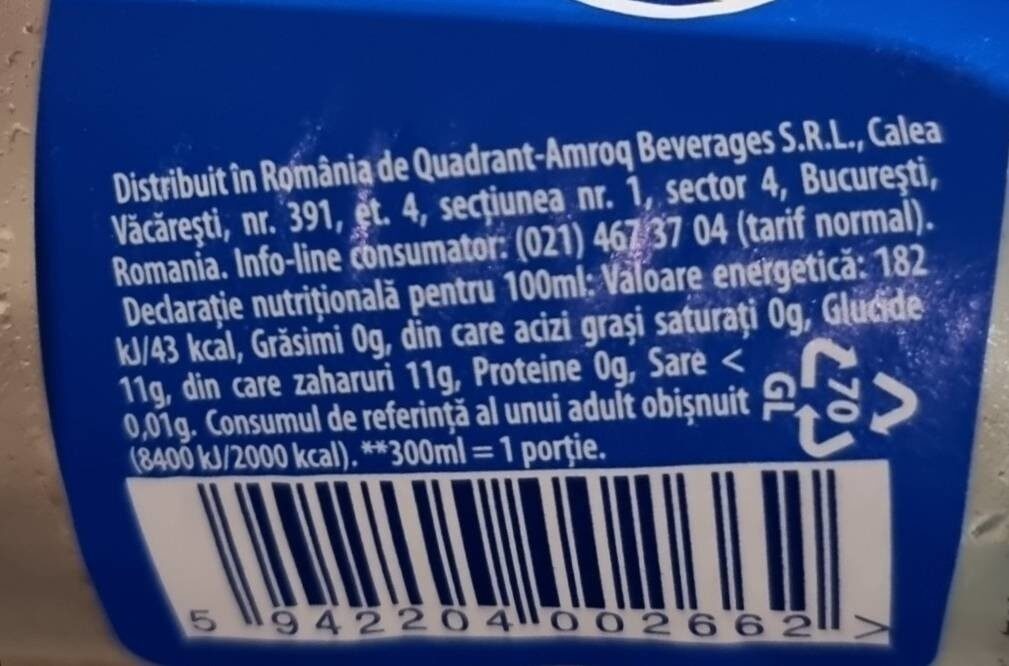 Distribuit în România de Quadrant-Amroq Beverages S.R.L., Calea
Văcărești, nr. 391, et. 4, secțiunea nr. 1, sector 4, București,
Romania. Info-line consumator: (021) 467 37 04 (tarif normal).
Declarație nutrițională pentru 100ml: Valoare energetică: 182
kJ/43 kcal, Grăsimi 0g, din care acizi grași saturați 0g, Glucide
11g, din care zaharuri 11g, Proteine 0g, Sare <
0,01g. Consumul de referință al unui adult obișnuit
(8400 kJ/2000 kcal). **300ml = 1 porție.
70
GL
5 942204 002662 >